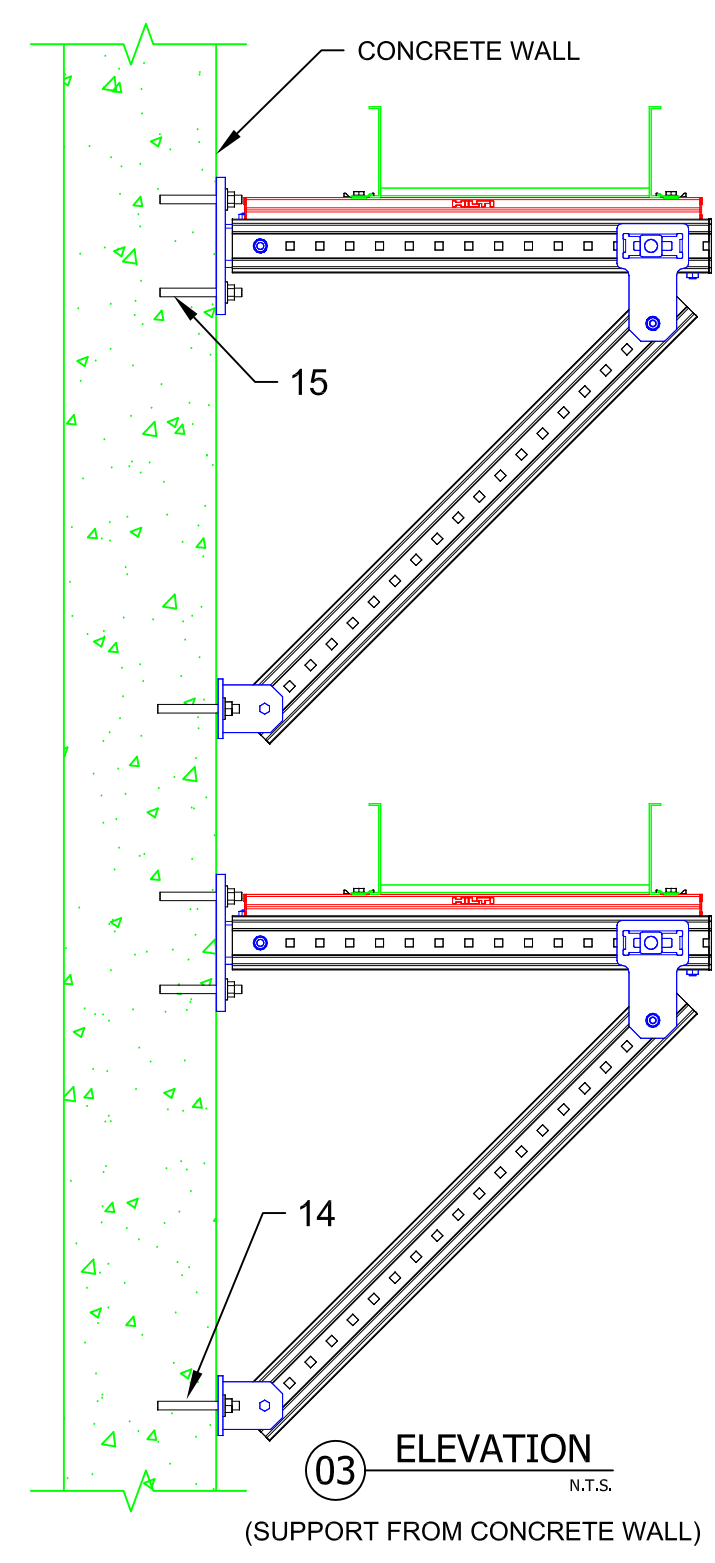 CONCRETE WALL
HILTI
15
HILTI
14
03
ELEVATION
N.T.S.
(SUPPORT FROM CONCRETE WALL)